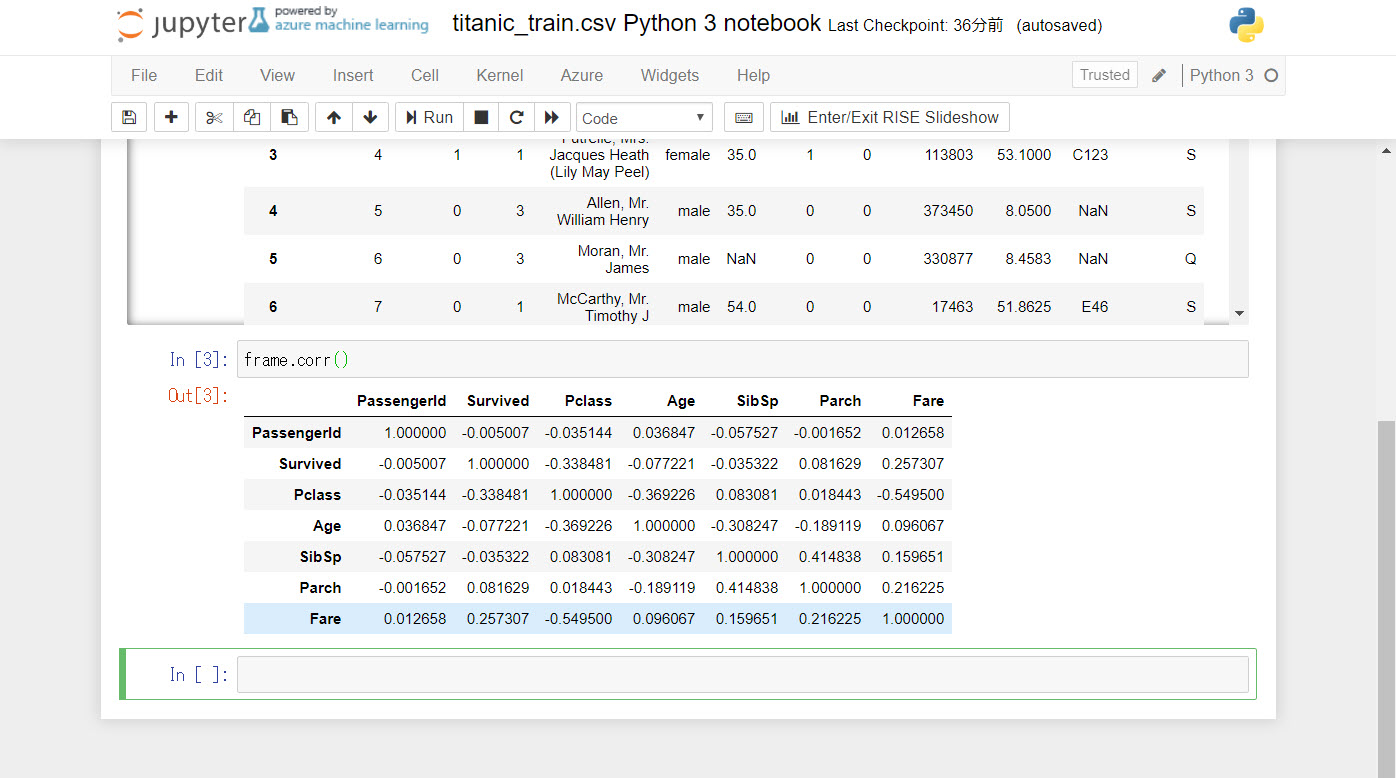 jupyter powered by azure machine learning titanic_train.csv Python 3 notebook Last Checkpoint: 36分前 (autosaved)
File Edit View Insert Cell Kernel Azure Widgets Help Trusted Python 3
Run Code Enter/Exit RISE Slideshow
Futrelle, Mrs.
3 4 1 1 Jacques Heath female 35.0 1 0 113803 53.1000 C123 S
(Lily May Peel)
4 5 0 3 Allen, Mr. William Henry male 35.0 0 0 373450 8.0500 NaN S
5 6 0 3 Moran, Mr. James male NaN 0 0 330877 8.4583 NaN Q
6 7 0 1 McCarthy, Mr. Timothy J male 54.0 0 0 17463 51.8625 E46 S
In [3]: frame.corr()
Out[3]:
PassengerId Survived Pclass Age SibSp Parch Fare
PassengerId 1.000000 -0.005007 -0.035144 0.036847 -0.057527 -0.001652 0.012658
Survived -0.005007 1.000000 -0.338481 -0.077221 -0.035322 0.081629 0.257307
Pclass -0.035144 -0.338481 1.000000 -0.369226 0.083081 0.018443 -0.549500
Age 0.036847 -0.077221 -0.369226 1.000000 -0.308247 -0.189119 0.096067
SibSp -0.057527 -0.035322 0.083081 -0.308247 1.000000 0.414838 0.159651
Parch -0.001652 0.081629 0.018443 -0.189119 0.414838 1.000000 0.216225
Fare 0.012658 0.257307 -0.549500 0.096067 0.159651 0.216225 1.000000
In [ ]: